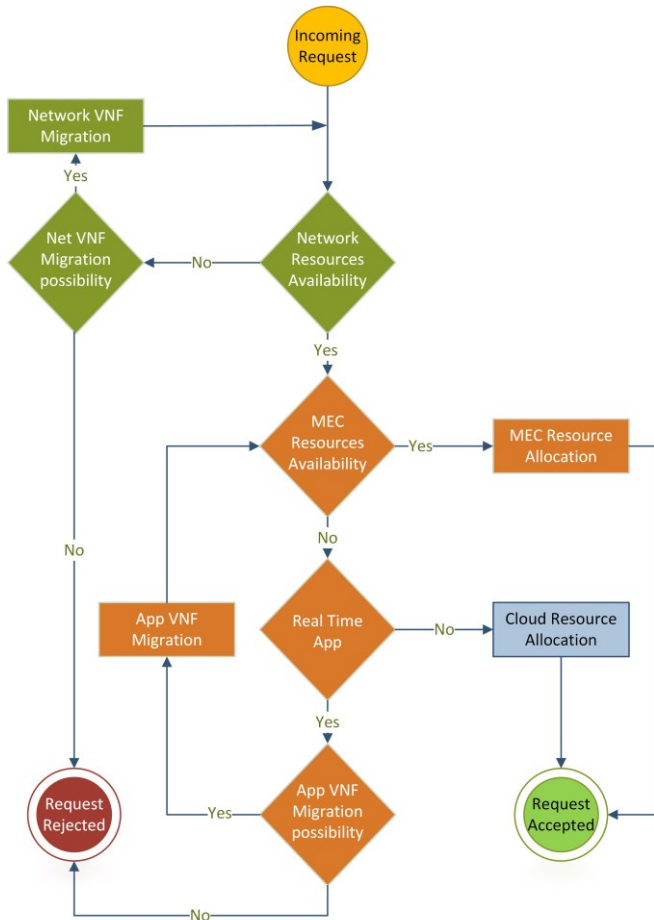 Incoming
Request
Network VNF
Migration
Yes
Net VNF
Migration
possibility
No
Network
Resources
Availability
Yes
MEC
Resources
Availability
Yes
MEC Resource
Allocation
No
No
App VNF
Migration
Real Time
App
No
Cloud Resource
Allocation
Yes
Request
Rejected
Yes
App VNF
Migration
possibility
Request
Accepted
No